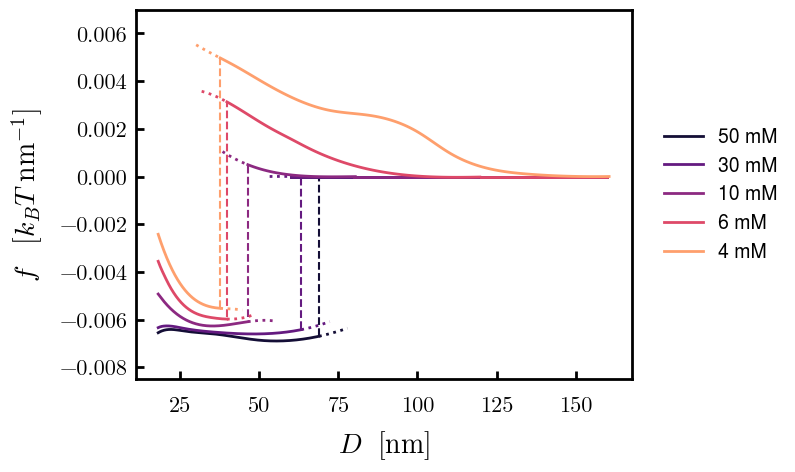 0.006
0.004
0.002
0.000
−0.002
−0.004
−0.006
−0.008
f [k_B T nm⁻¹]
25 50 75 100 125 150
D [nm]
50 mM
30 mM
10 mM
6 mM
4 mM